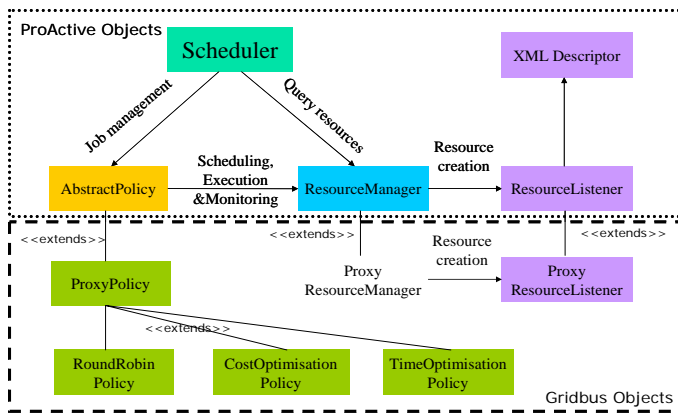 ProActive Objects
Scheduler
XML Descriptor
Job management
Query resources
Scheduling,
Execution
&Monitoring
Resource
creation
AbstractPolicy
ResourceManager
ResourceListener
<<extends>>
<<extends>>
<<extends>>
ProxyPolicy
Proxy
ResourceManager
Resource
creation
Proxy
ResourceListener
<<extends>>
RoundRobin
Policy
CostOptimisation
Policy
TimeOptimisation
Policy
Gridbus Objects